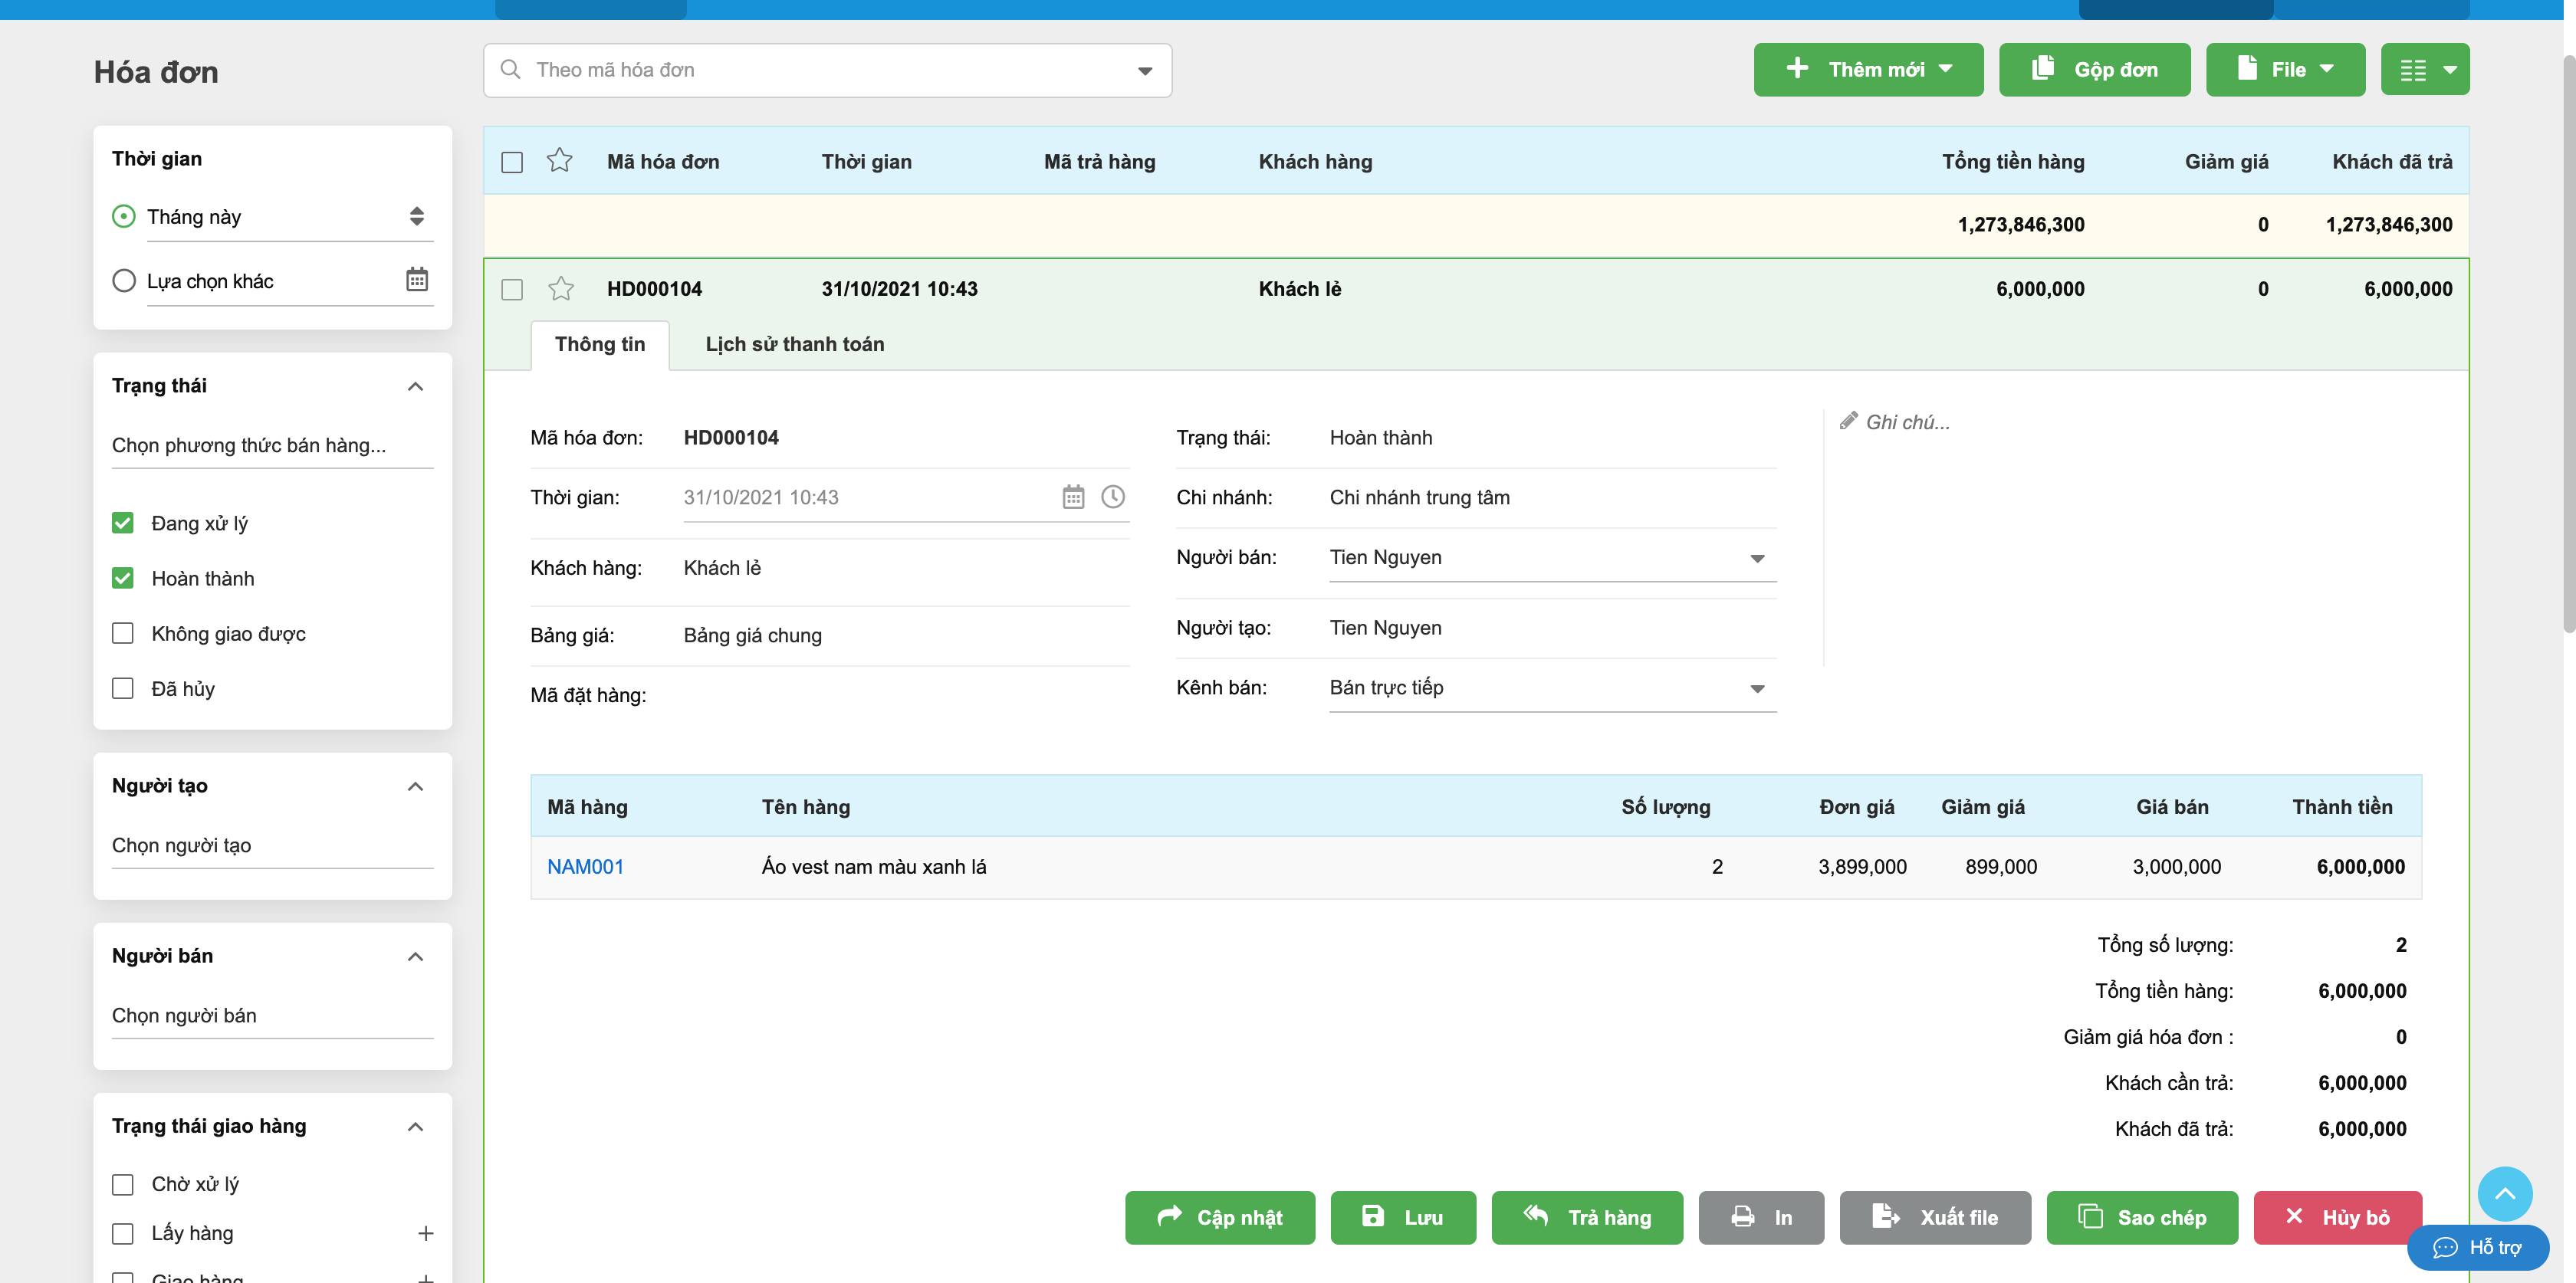 Hóa đơn
Theo mã hóa đơn
Thêm mới
Gộp đơn
File
Thời gian
Tháng này
Lựa chọn khác
Trạng thái
Chọn phương thức bán hàng...
Đang xử lý
Hoàn thành
Không giao được
Đã hủy
Người tạo
Chọn người tạo
Người bán
Chọn người bán
Trạng thái giao hàng
Chờ xử lý
Lấy hàng
Giao hàng
Mã hóa đơn Thời gian Mã trả hàng Khách hàng Tổng tiền hàng Giảm giá Khách đã trả
1,273,846,300 0 1,273,846,300
HD000104 31/10/2021 10:43 Khách lẻ 6,000,000 0 6,000,000
Thông tin Lịch sử thanh toán
Mã hóa đơn: HD000104
Thời gian: 31/10/2021 10:43
Khách hàng: Khách lẻ
Bảng giá: Bảng giá chung
Mã đặt hàng:
Trạng thái: Hoàn thành
Chi nhánh: Chi nhánh trung tâm
Người bán: Tien Nguyen
Người tạo: Tien Nguyen
Kênh bán: Bán trực tiếp
Ghi chú...
Mã hàng Tên hàng Số lượng Đơn giá Giảm giá Giá bán Thành tiền
NAM001 Áo vest nam màu xanh lá 2 3,899,000 899,000 3,000,000 6,000,000
Tổng số lượng: 2
Tổng tiền hàng: 6,000,000
Giảm giá hóa đơn : 0
Khách cần trả: 6,000,000
Khách đã trả: 6,000,000
Cập nhật Lưu Trả hàng In Xuất file Sao chép Hủy bỏ
Hỗ trợ